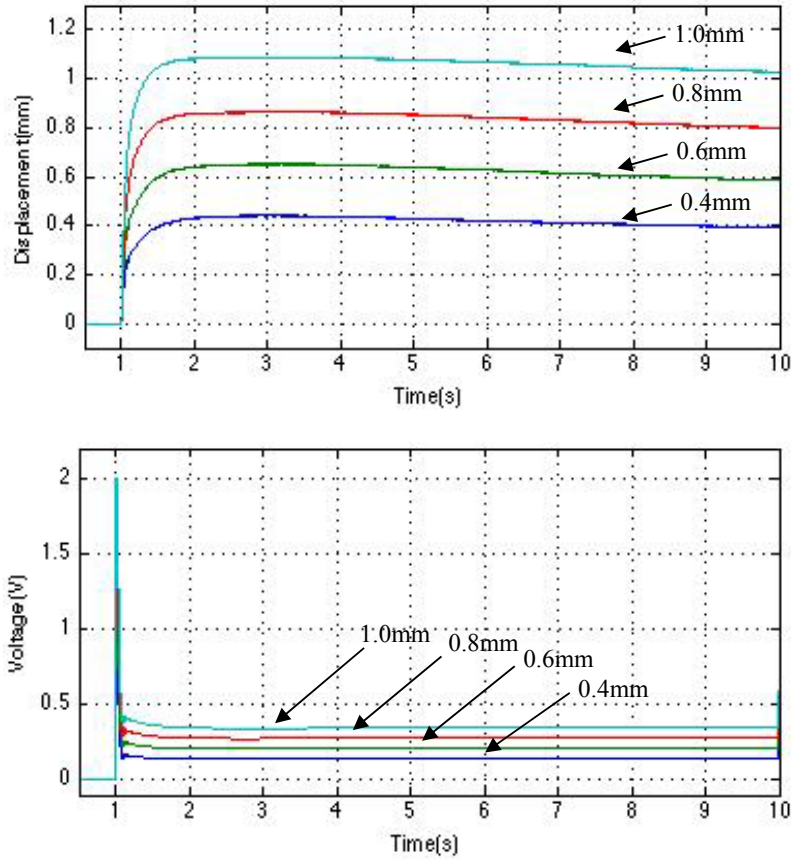 1.2
1
0.8
0.6
0.4
0.2
0
Displacement(mm)
1.0mm
0.8mm
0.6mm
0.4mm
1 2 3 4 5 6 7 8 9 10
Time(s)
2
1.5
1
0.5
0
Voltage(V)
1.0mm
0.8mm
0.6mm
0.4mm
1 2 3 4 5 6 7 8 9 10
Time(s)